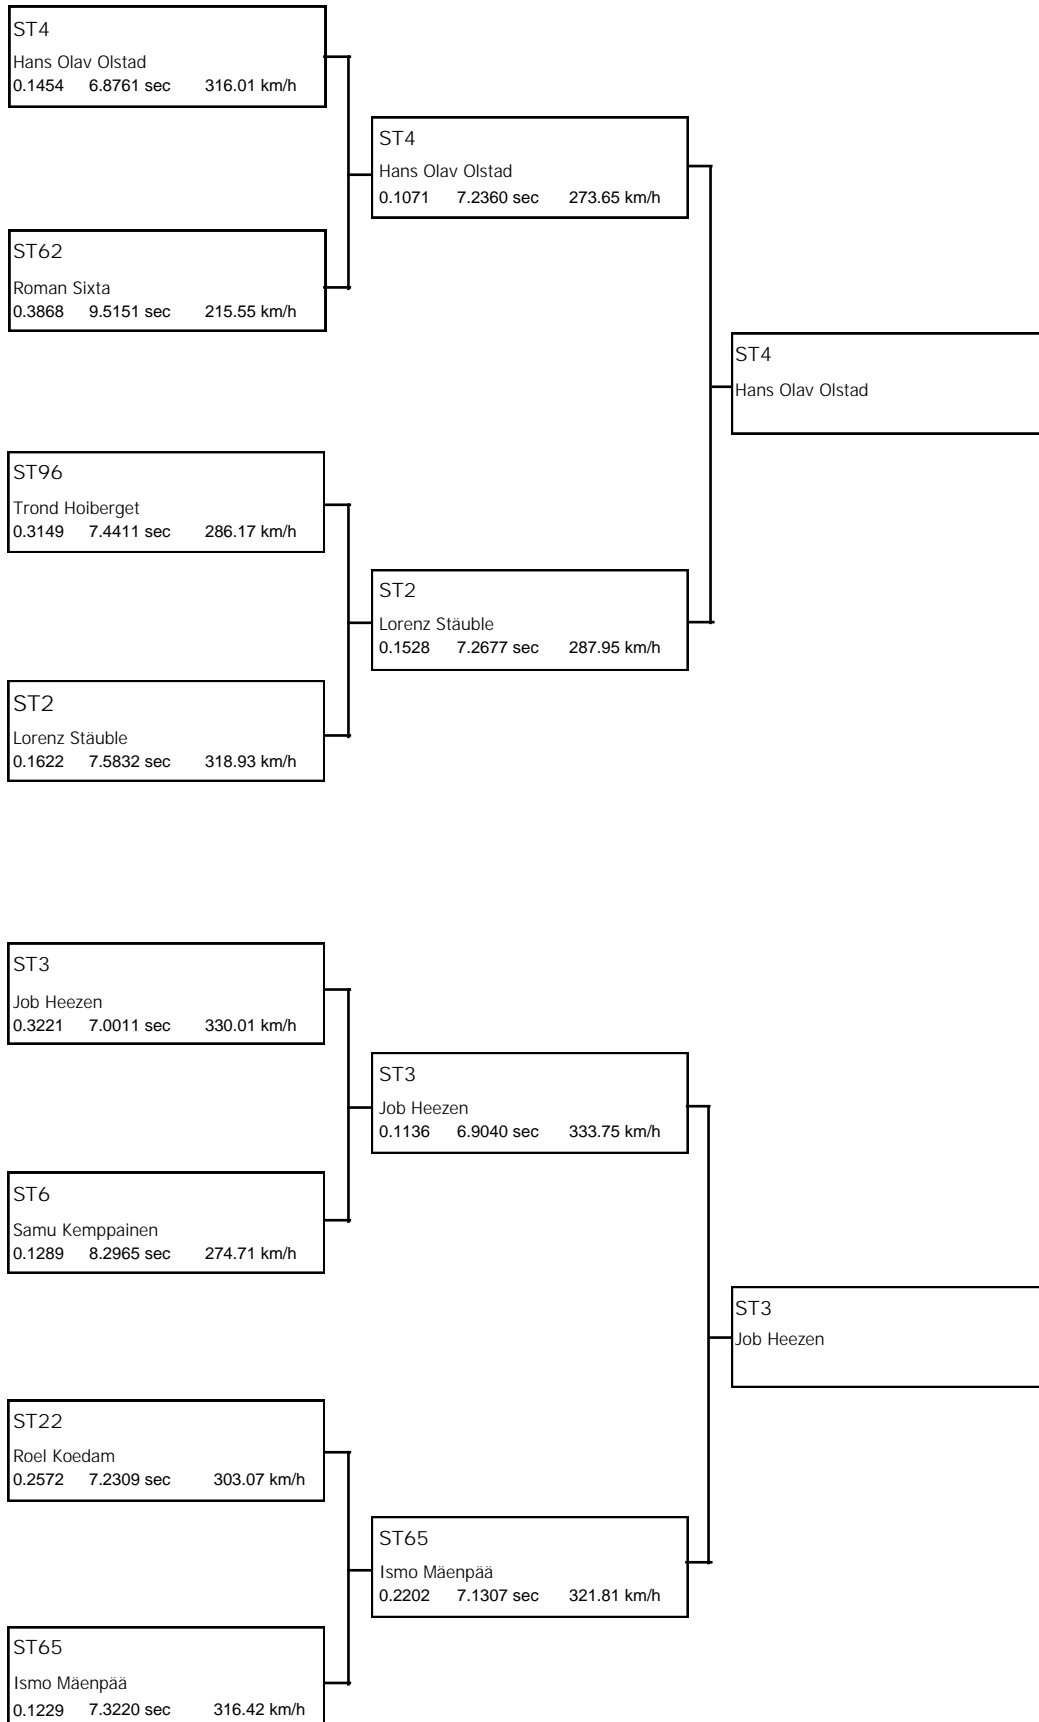 ST4
Hans Olav Olstad
0.1454 6.8761 sec 316.01 km/h
ST62
Roman Sixta
0.3868 9.5151 sec 215.55 km/h
ST96
Trond Hoiberget
0.3149 7.4411 sec 286.17 km/h
ST2
Lorenz Stäuble
0.1622 7.5832 sec 318.93 km/h
ST3
Job Heezen
0.3221 7.0011 sec 330.01 km/h
ST6
Samu Kemppainen
0.1289 8.2965 sec 274.71 km/h
ST22
Roel Koedam
0.2572 7.2309 sec 303.07 km/h
ST65
Ismo Mäenpää
0.1229 7.3220 sec 316.42 km/h
ST4
Hans Olav Olstad
0.1071 7.2360 sec 273.65 km/h
ST2
Lorenz Stäuble
0.1528 7.2677 sec 287.95 km/h
ST3
Job Heezen
0.1136 6.9040 sec 333.75 km/h
ST65
Ismo Mäenpää
0.2202 7.1307 sec 321.81 km/h
ST4
Hans Olav Olstad
ST3
Job Heezen